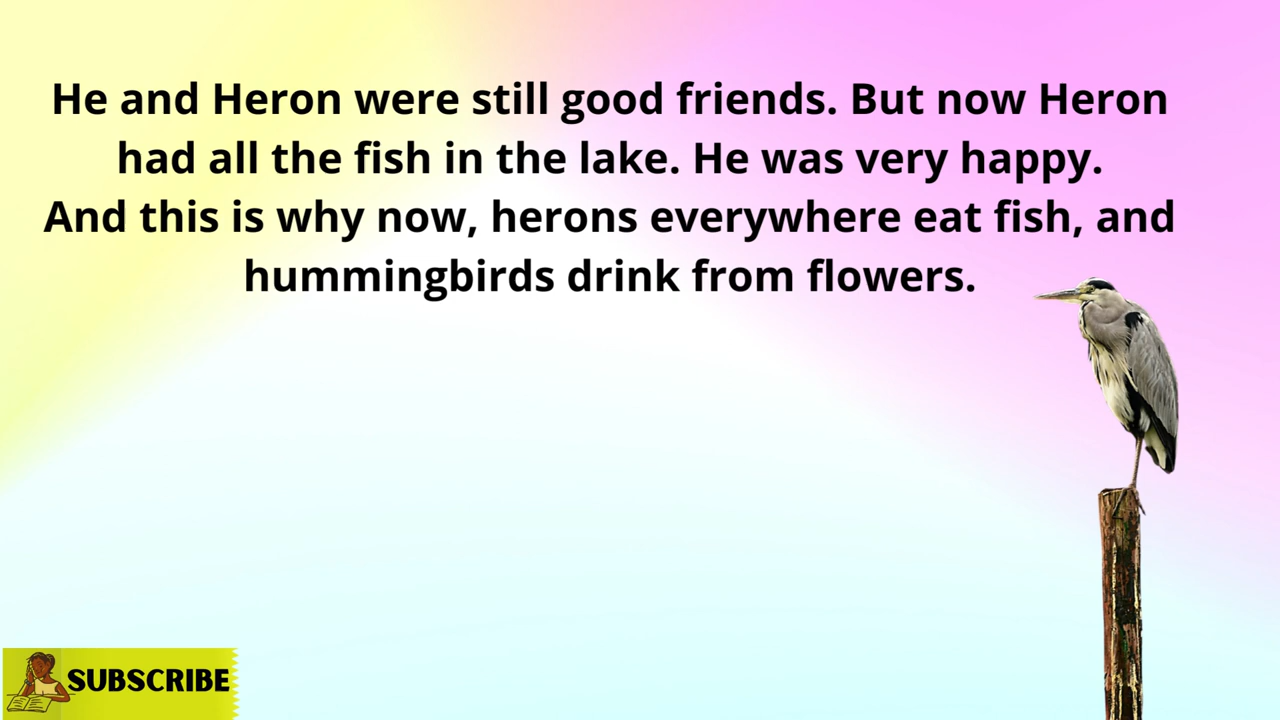 He and Heron were still good friends. But now Heron
had all the fish in the lake. He was very happy.
And this is why now, herons everywhere eat fish, and
hummingbirds drink from flowers.
SUBSCRIBE